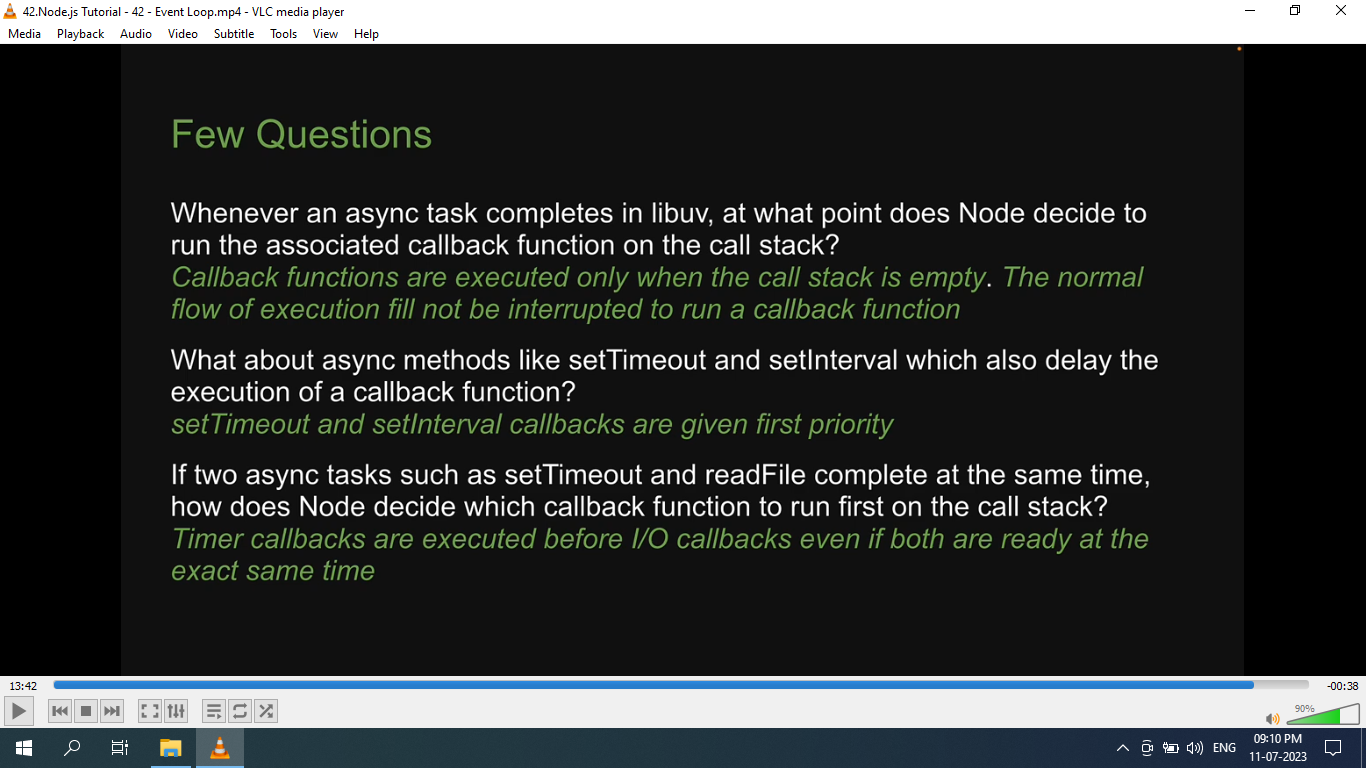 42.Node.js Tutorial - 42 - Event Loop.mp4 - VLC media player
Media Playback Audio Video Subtitle Tools View Help
Few Questions
Whenever an async task completes in libuv, at what point does Node decide to
run the associated callback function on the call stack?
Callback functions are executed only when the call stack is empty. The normal
flow of execution fill not be interrupted to run a callback function
What about async methods like setTimeout and setInterval which also delay the
execution of a callback function?
setTimeout and setInterval callbacks are given first priority
If two async tasks such as setTimeout and readFile complete at the same time,
how does Node decide which callback function to run first on the call stack?
Timer callbacks are executed before I/O callbacks even if both are ready at the
exact same time
13:42 -00:38
90%
09:10 PM
ENG
11-07-2023